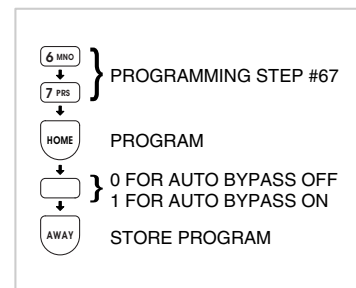 6 MNO
7 PRS
PROGRAMMING STEP #67
HOME PROGRAM
0 FOR AUTO BYPASS OFF
1 FOR AUTO BYPASS ON
AWAY STORE PROGRAM